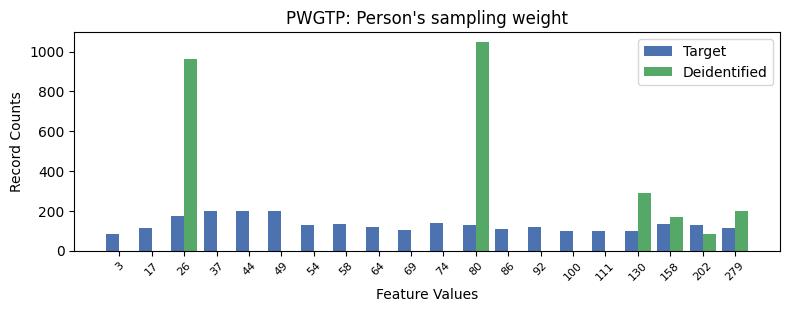 PWGTP: Person's sampling weight
Target
Deidentified
Record Counts
1000
800
600
400
200
0
3 17 26 37 44 49 54 58 64 69 74 80 86 92 100 111 130 158 202 279
Feature Values